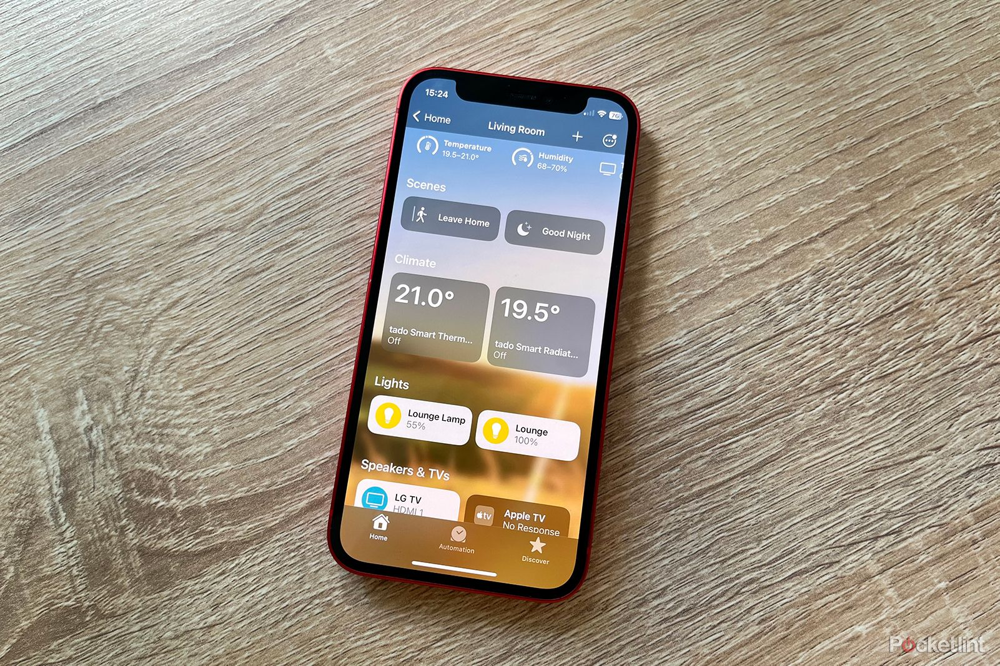 15:24
76
Home
Living Room
Temperature
19.5–21.0°
Humidity
68–70%
Scenes
Leave Home
Good Night
Climate
21.0°
tado Smart Therm...
Off
19.5°
tado Smart Radiat...
Off
Lights
Lounge Lamp
55%
Lounge
100%
Speakers & TVs
LG TV
HDMI 1
tv
Apple TV
No Response
Home
Automation
Discover
Pocketlint